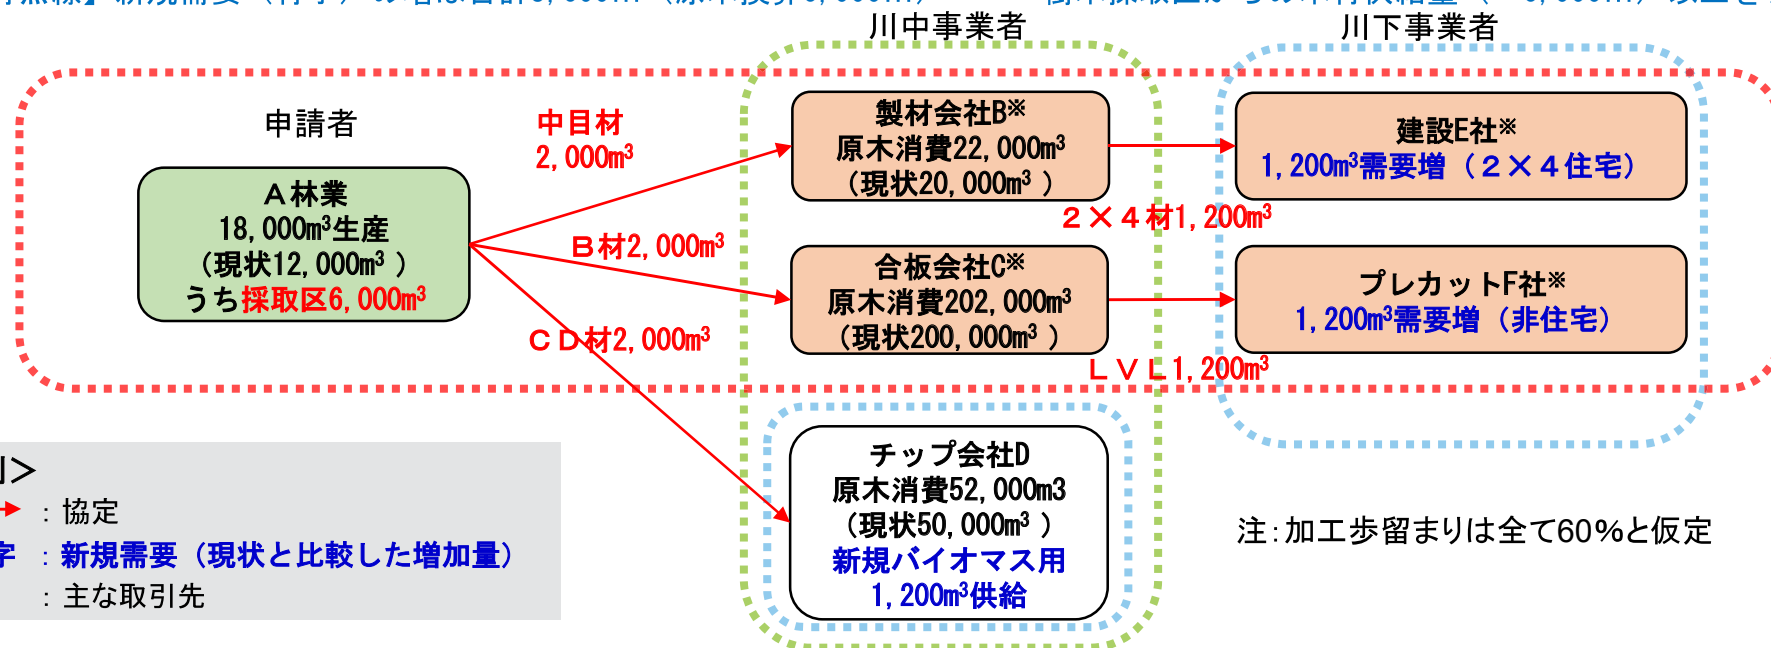 川中事業者
川下事業者
申請者
A林業
18,000m³生産
（現状12,000m³ ）
うち採取区6,000m³
中目材
2,000m³
B材2,000m³
CD材2,000m³
製材会社B※
原木消費22,000m³
（現状20,000m³ ）
2×4材1,200m³
合板会社C※
原木消費202,000m³
（現状200,000m³ ）
LVL1,200m³
チップ会社D
原木消費52,000m3
（現状50,000m³ ）
新規バイオマス用
1,200m³供給
建設E社※
1,200m³需要増（2×4住宅）
プレカットF社※
1,200m³需要増（非住宅）
＞
：協定
字 ：新規需要（現状と比較した増加量）
：主な取引先
注：加工歩留まりは全て60％と仮定